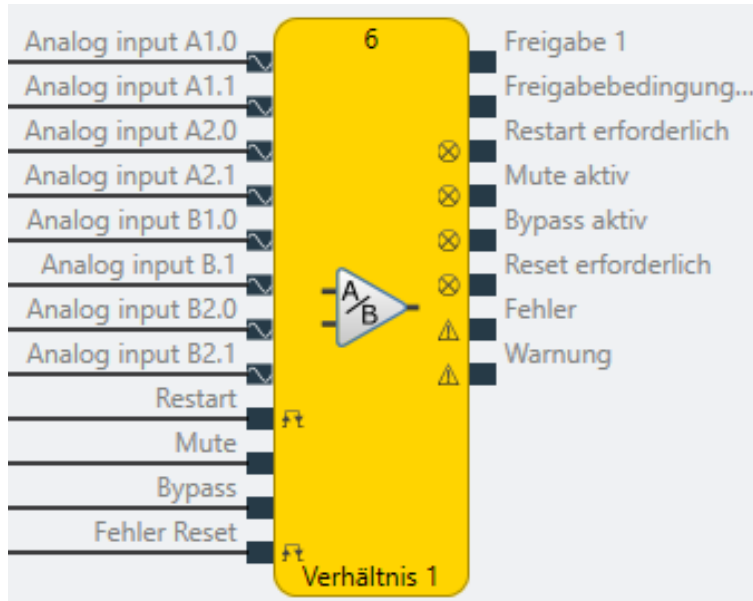 Analog input A1.0
Analog input A1.1
Analog input A2.0
Analog input A2.1
Analog input B1.0
Analog input B.1
Analog input B2.0
Analog input B2.1
Restart
Mute
Bypass
Fehler Reset
6
A/B
Verhältnis 1
Freigabe 1
Freigabebedingung...
Restart erforderlich
Mute aktiv
Bypass aktiv
Reset erforderlich
Fehler
Warnung